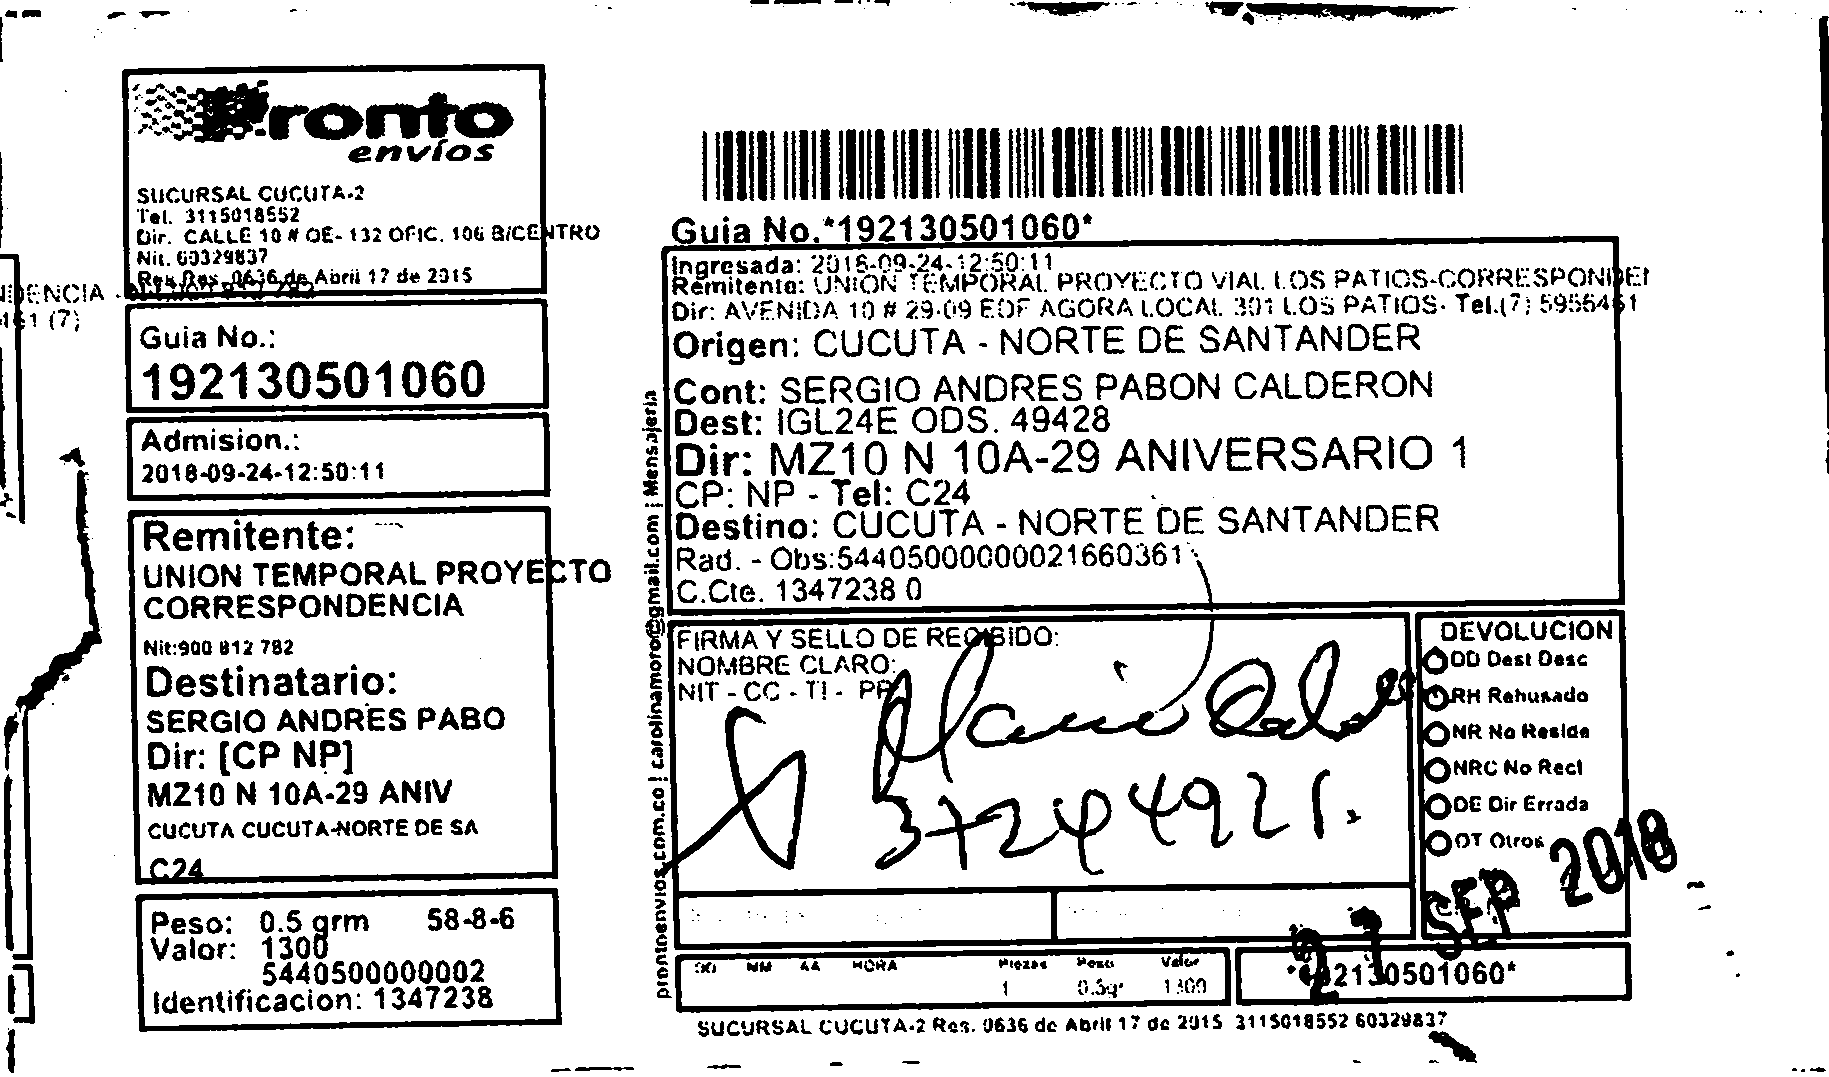 Pronto
envíos
SUCURSAL CUCUTA-2
Tel. 3115018552
Dir. CALLE 10 # OE- 132 OFIC. 106 B/CENTRO
Nit. 60329837
Res.Res. 0636 de Abril 17 de 2015
Guia No.:
192130501060
Admision.:
2018-09-24-12:50:11
Remitente:
UNION TEMPORAL PROYECTO
CORRESPONDENCIA
Nit:900 812 782
Destinatario:
SERGIO ANDRES PABO
Dir: [CP NP]
MZ10 N 10A-29 ANIV
CUCUTA CUCUTA-NORTE DE SA
C24
Peso: 0.5 grm 58-8-6
Valor: 1300
5440500000002
Identificacion: 1347238
prontoenvios.com.co | carolinamoro@gmail.com | Mensajeria
Guia No.*192130501060*
Ingresada: 2018-09-24-12:50:11
Remitente: UNION TEMPORAL PROYECTO VIAL LOS PATIOS-CORRESPONDEN
Dir: AVENIDA 10 # 29-09 EDF AGORA LOCAL 301 LOS PATIOS- Tel.(7) 5956461
Origen: CUCUTA - NORTE DE SANTANDER
Cont: SERGIO ANDRES PABON CALDERON
Dest: IGL24E ODS. 49428
Dir: MZ10 N 10A-29 ANIVERSARIO 1
CP: NP - Tel: C24
Destino: CUCUTA - NORTE DE SANTANDER
Rad. - Obs:54405000000021660361
C.Cte. 1347238 0
FIRMA Y SELLO DE RECIBIDO:
NOMBRE CLARO:
NIT - CC - TI - PP
37244921.
DEVOLUCION
DD Dest Desc
RH Rehusado
NR No Reside
NRC No Recl
DE Dir Errada
OT Otros
27 SEP 2018
DD MM AA HORA Piezas Peso Valor
1 0.5gr 1300
*192130501060*
SUCURSAL CUCUTA-2 Res. 0636 de Abril 17 de 2015 3115018552 60329837